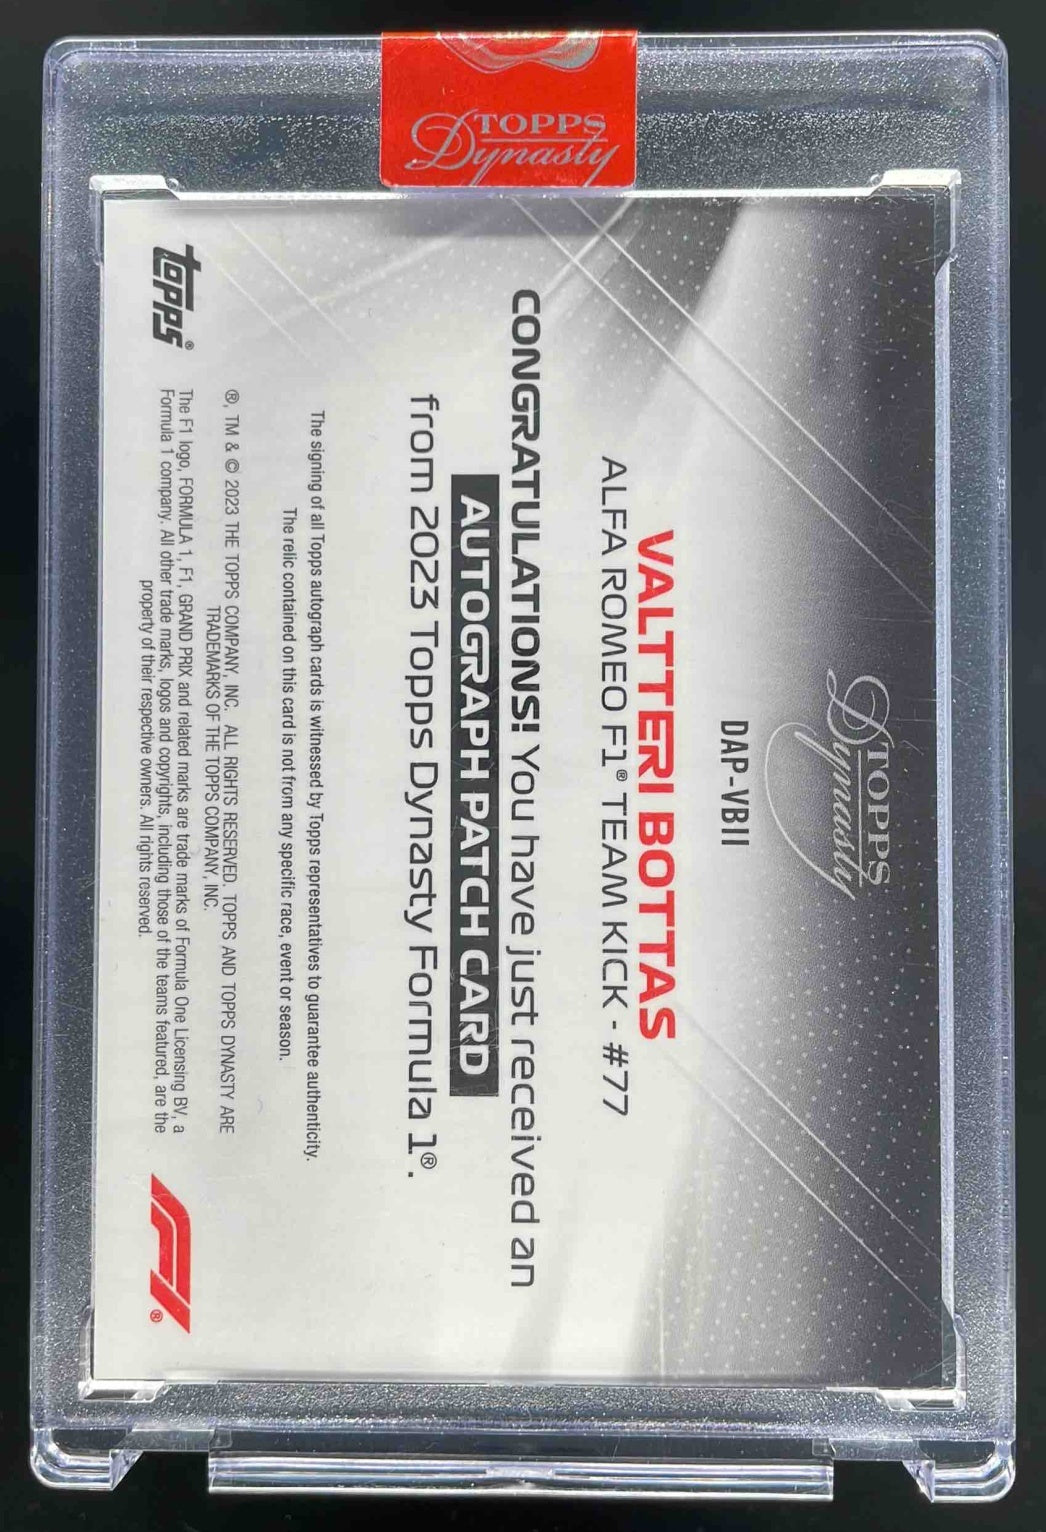 TOPPS
Dynasty
TOPPS
Dynasty
DAP-VBII
VALTTERI BOTTAS
ALFA ROMEO F1® TEAM KICK - #77
CONGRATULATIONS! You have just received an
AUTOGRAPH PATCH CARD
from 2023 Topps Dynasty Formula 1®.
The signing of all Topps autograph cards is witnessed by Topps representatives to guarantee authenticity.
The relic contained on this card is not from any specific race, event or season.
®, TM & © 2023 THE TOPPS COMPANY, INC. ALL RIGHTS RESERVED. TOPPS AND TOPPS DYNASTY ARE
TRADEMARKS OF THE TOPPS COMPANY, INC.
The F1 logo, FORMULA 1, F1, GRAND PRIX and related marks are trade marks of Formula One Licensing BV, a
Formula 1 company. All other trade marks, logos and copyrights, including those of the teams featured, are the
property of their respective owners. All rights reserved.
topps®
F1®